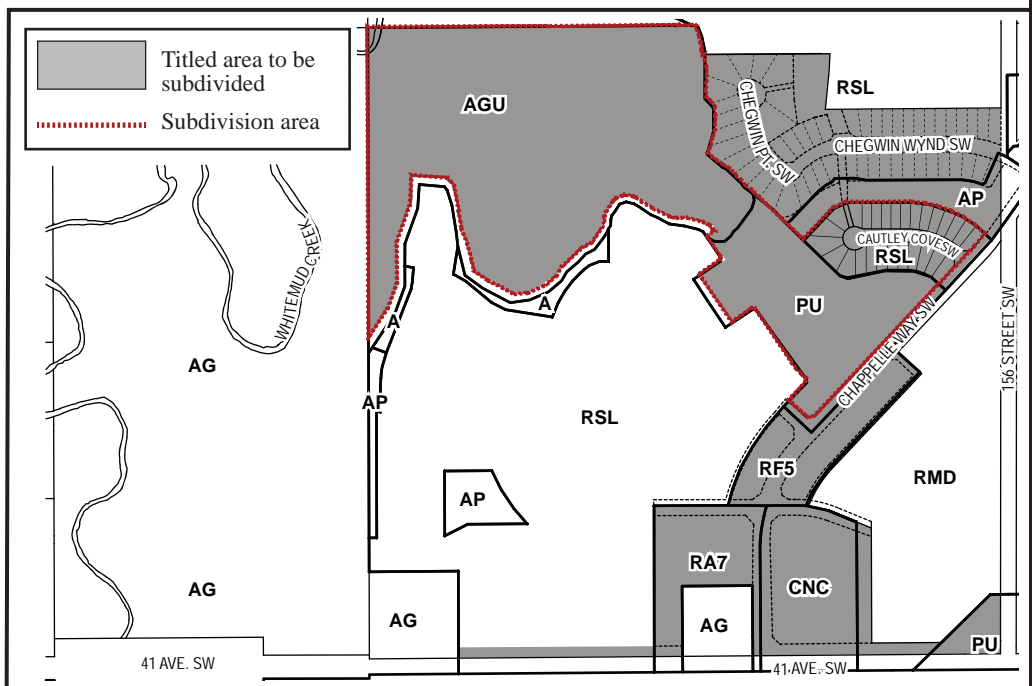 Titled area to be
subdivided
Subdivision area
AGU
RSL
CHEGWIN PT. SW
CHEGWIN WYND SW
AP
CAUTLEY COVE SW
RSL
WHITEMUD CREEK
A
A
PU
CHAPPELLE WAY SW
156 STREET SW
AG
AP
RSL
RF5
RMD
AP
RA7
CNC
AG
AG
AG
PU
41 AVE. SW
41 AVE. SW